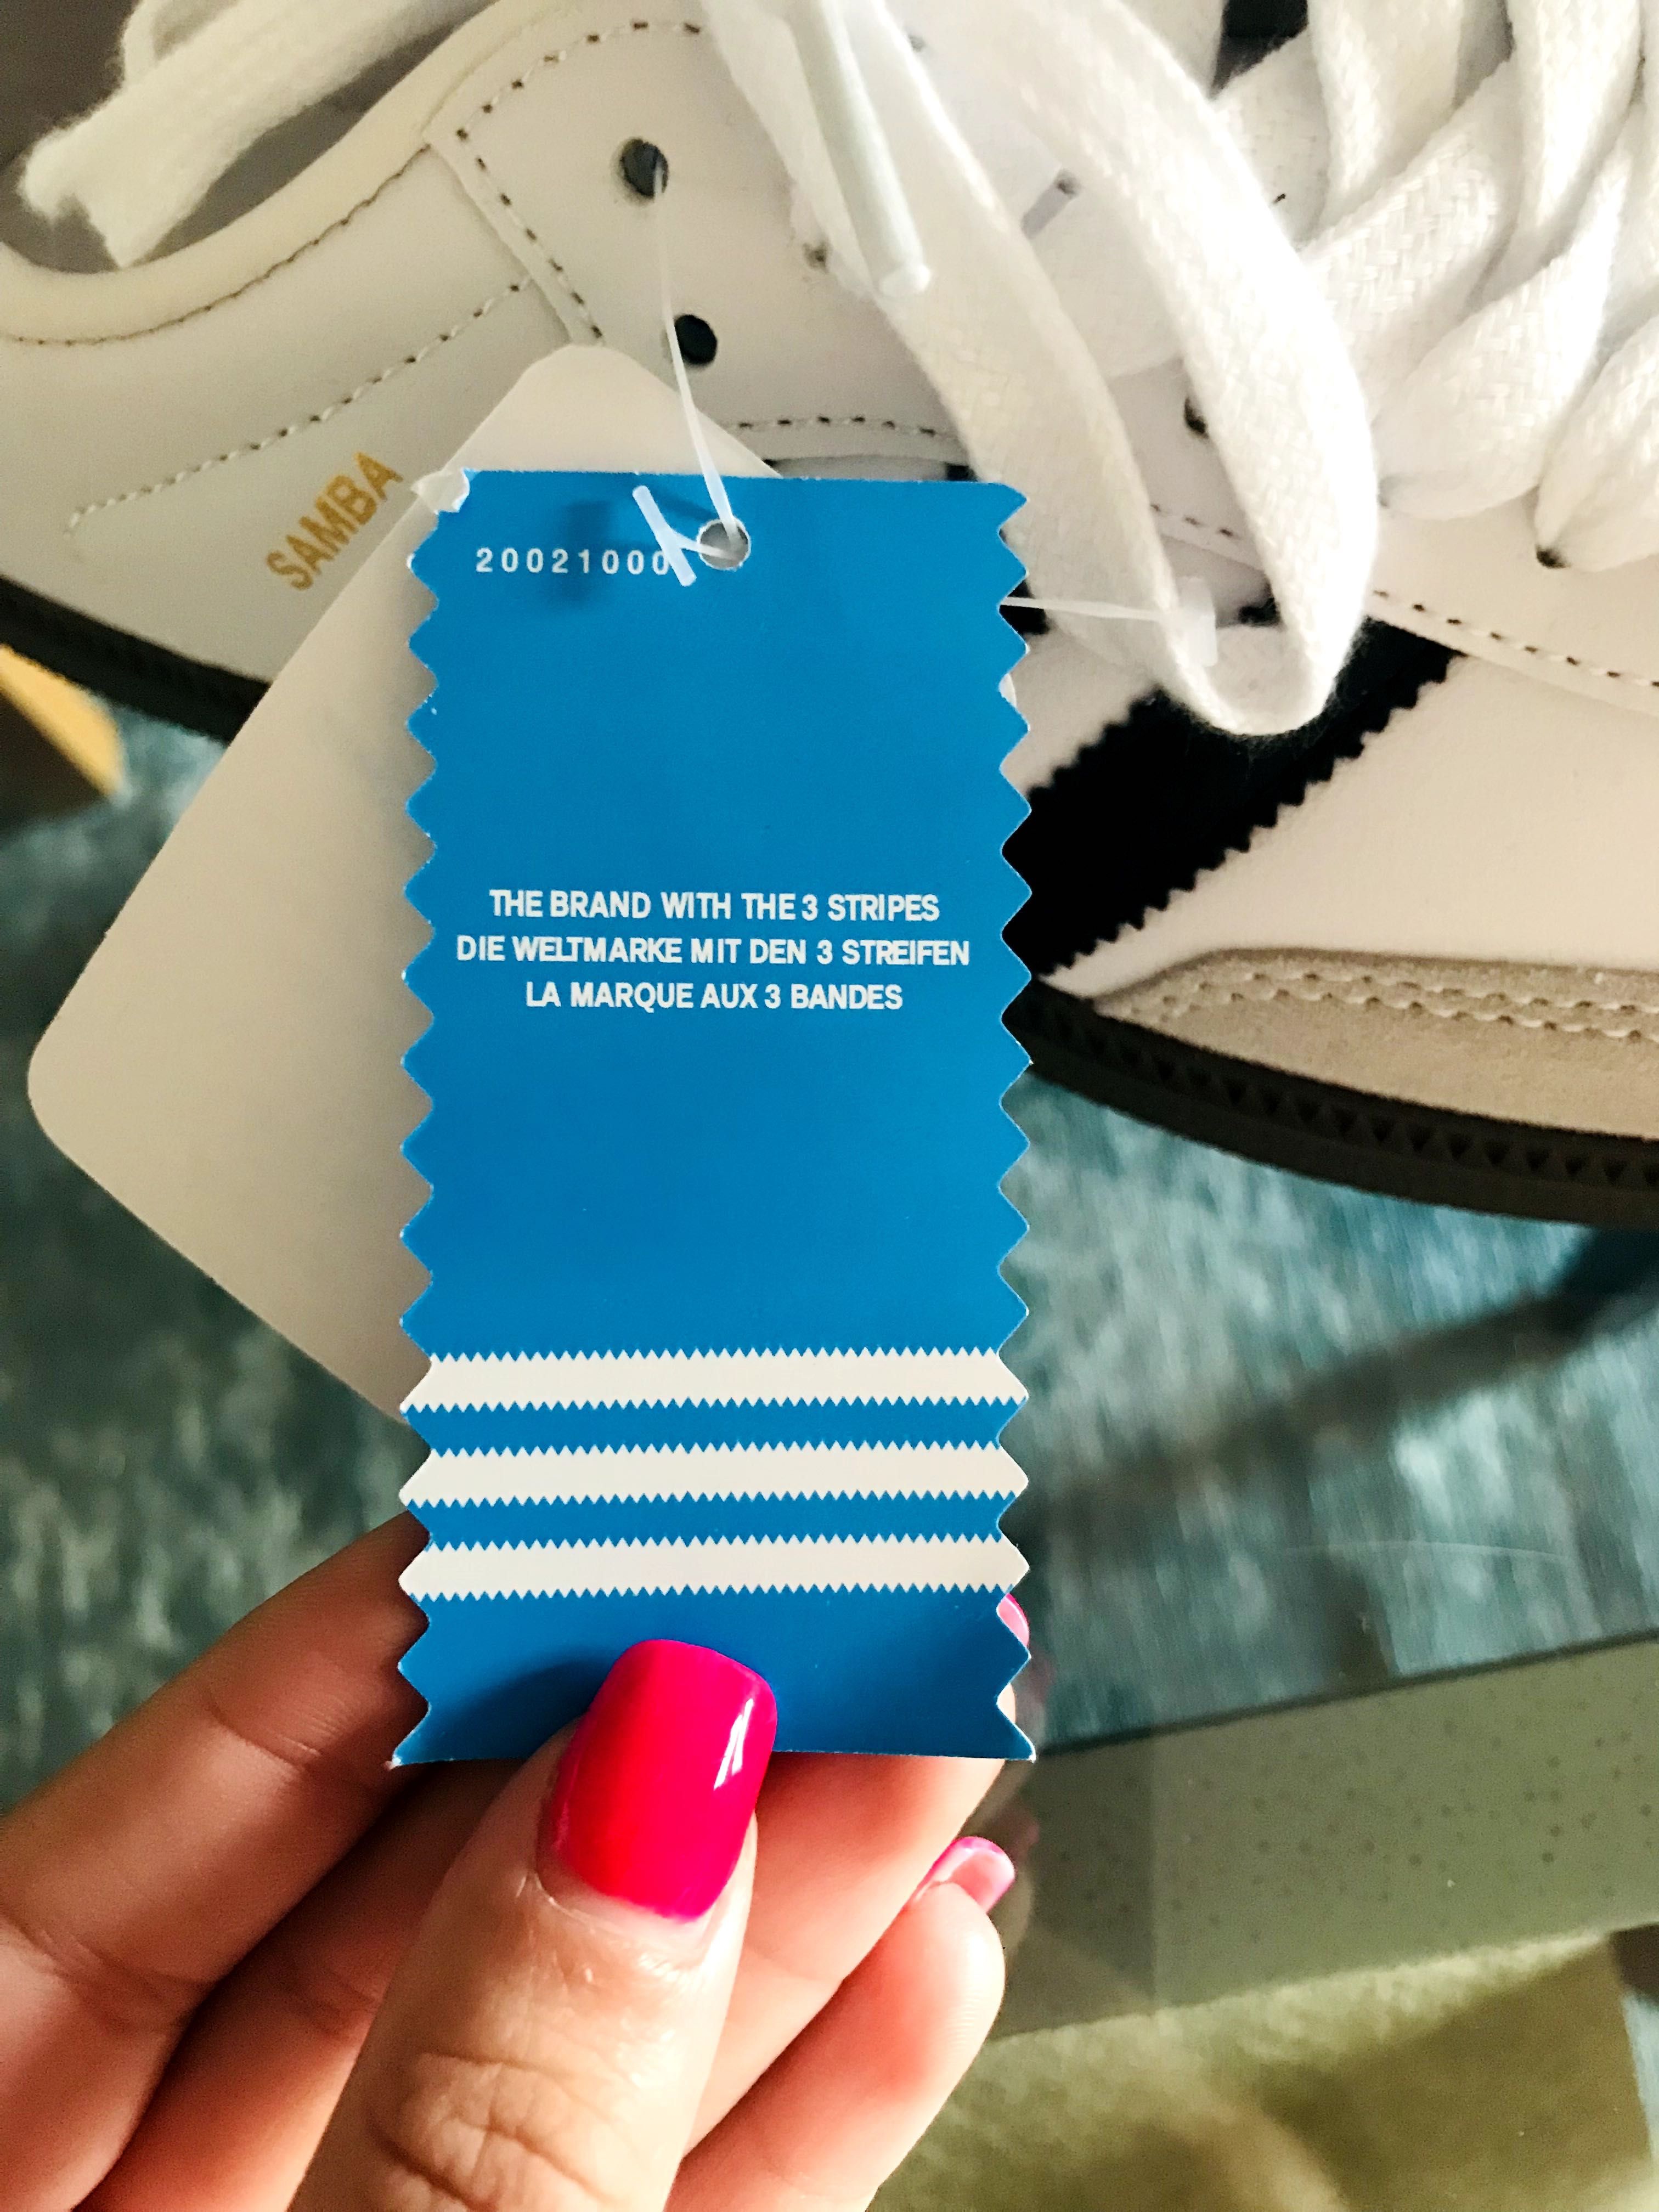 SAMBA
20021000
THE BRAND WITH THE 3 STRIPES
DIE WELTMARKE MIT DEN 3 STREIFEN
LA MARQUE AUX 3 BANDES